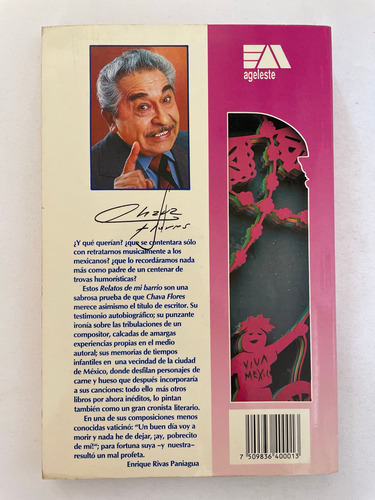 EA
ageleste
Chava
Flores
¿Y qué querían? ¿que se contentara sólo
con retratarnos musicalmente a los
mexicanos? ¿que lo recordáramos nada
más como padre de un centenar de
trovas humorísticas?
Estos Relatos de mi barrio son una
sabrosa prueba de que Chava Flores
merece asimismo el título de escritor. Su
testimonio autobiográfico; su punzante
ironía sobre las tribulaciones de un
compositor, calcadas de amargas
experiencias propias en el medio
autoral; sus memorias de tiempos
infantiles en una vecindad de la ciudad
de México, donde desfilan personajes de
carne y hueso que después incorporaría
a sus canciones: todo ello más otros
libros por ahora inéditos, lo pintan
también como un gran cronista literario.
En una de sus composiciones menos
conocidas vaticinó: "Un buen día voy a
morir y nada he de dejar, ¡ay, pobrecito
de mí!"; para fortuna suya -y nuestra-
resultó un mal profeta.
Enrique Rivas Paniagua
VIVA
MEXICO
7 509836 400013